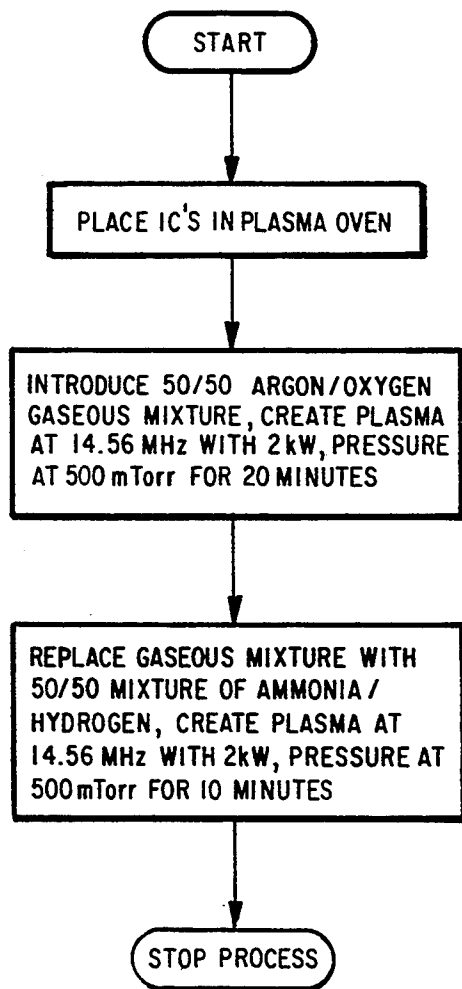 START
PLACE IC'S IN PLASMA OVEN
INTRODUCE 50/50 ARGON/OXYGEN
GASEOUS MIXTURE, CREATE PLASMA
AT 14.56 MHz WITH 2kW, PRESSURE
AT 500 mTorr FOR 20 MINUTES
REPLACE GASEOUS MIXTURE WITH
50/50 MIXTURE OF AMMONIA/
HYDROGEN, CREATE PLASMA AT
14.56 MHz WITH 2kW, PRESSURE AT
500mTorr FOR 10 MINUTES
STOP PROCESS